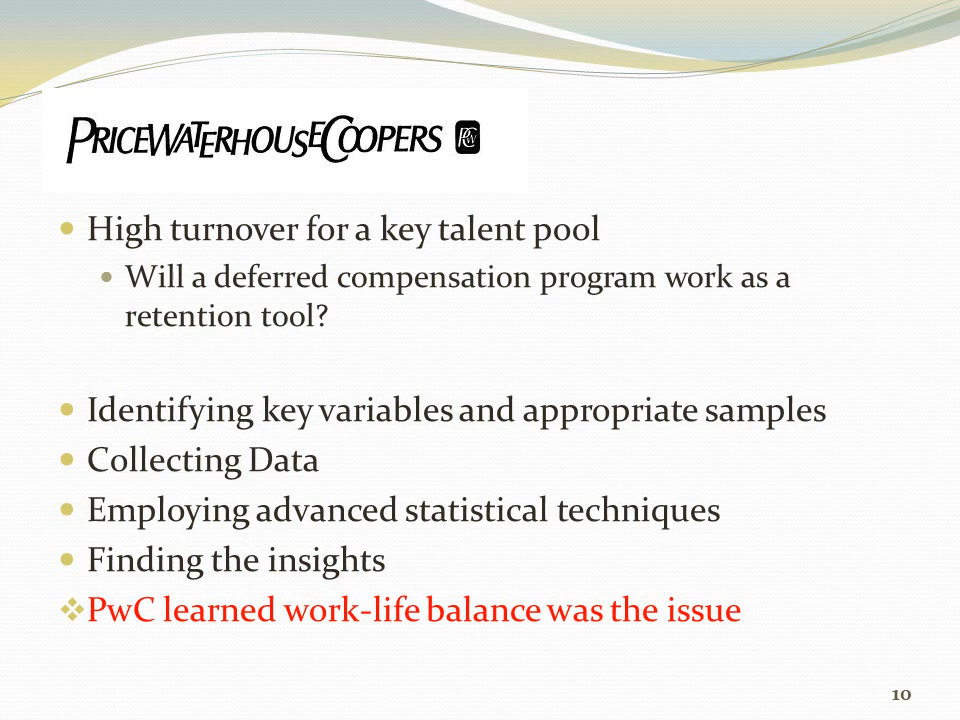 PRICEWATERHOUSECOOPERS PwC
High turnover for a key talent pool
Will a deferred compensation program work as a
retention tool?
Identifying key variables and appropriate samples
Collecting Data
Employing advanced statistical techniques
Finding the insights
PwC learned work-life balance was the issue
10